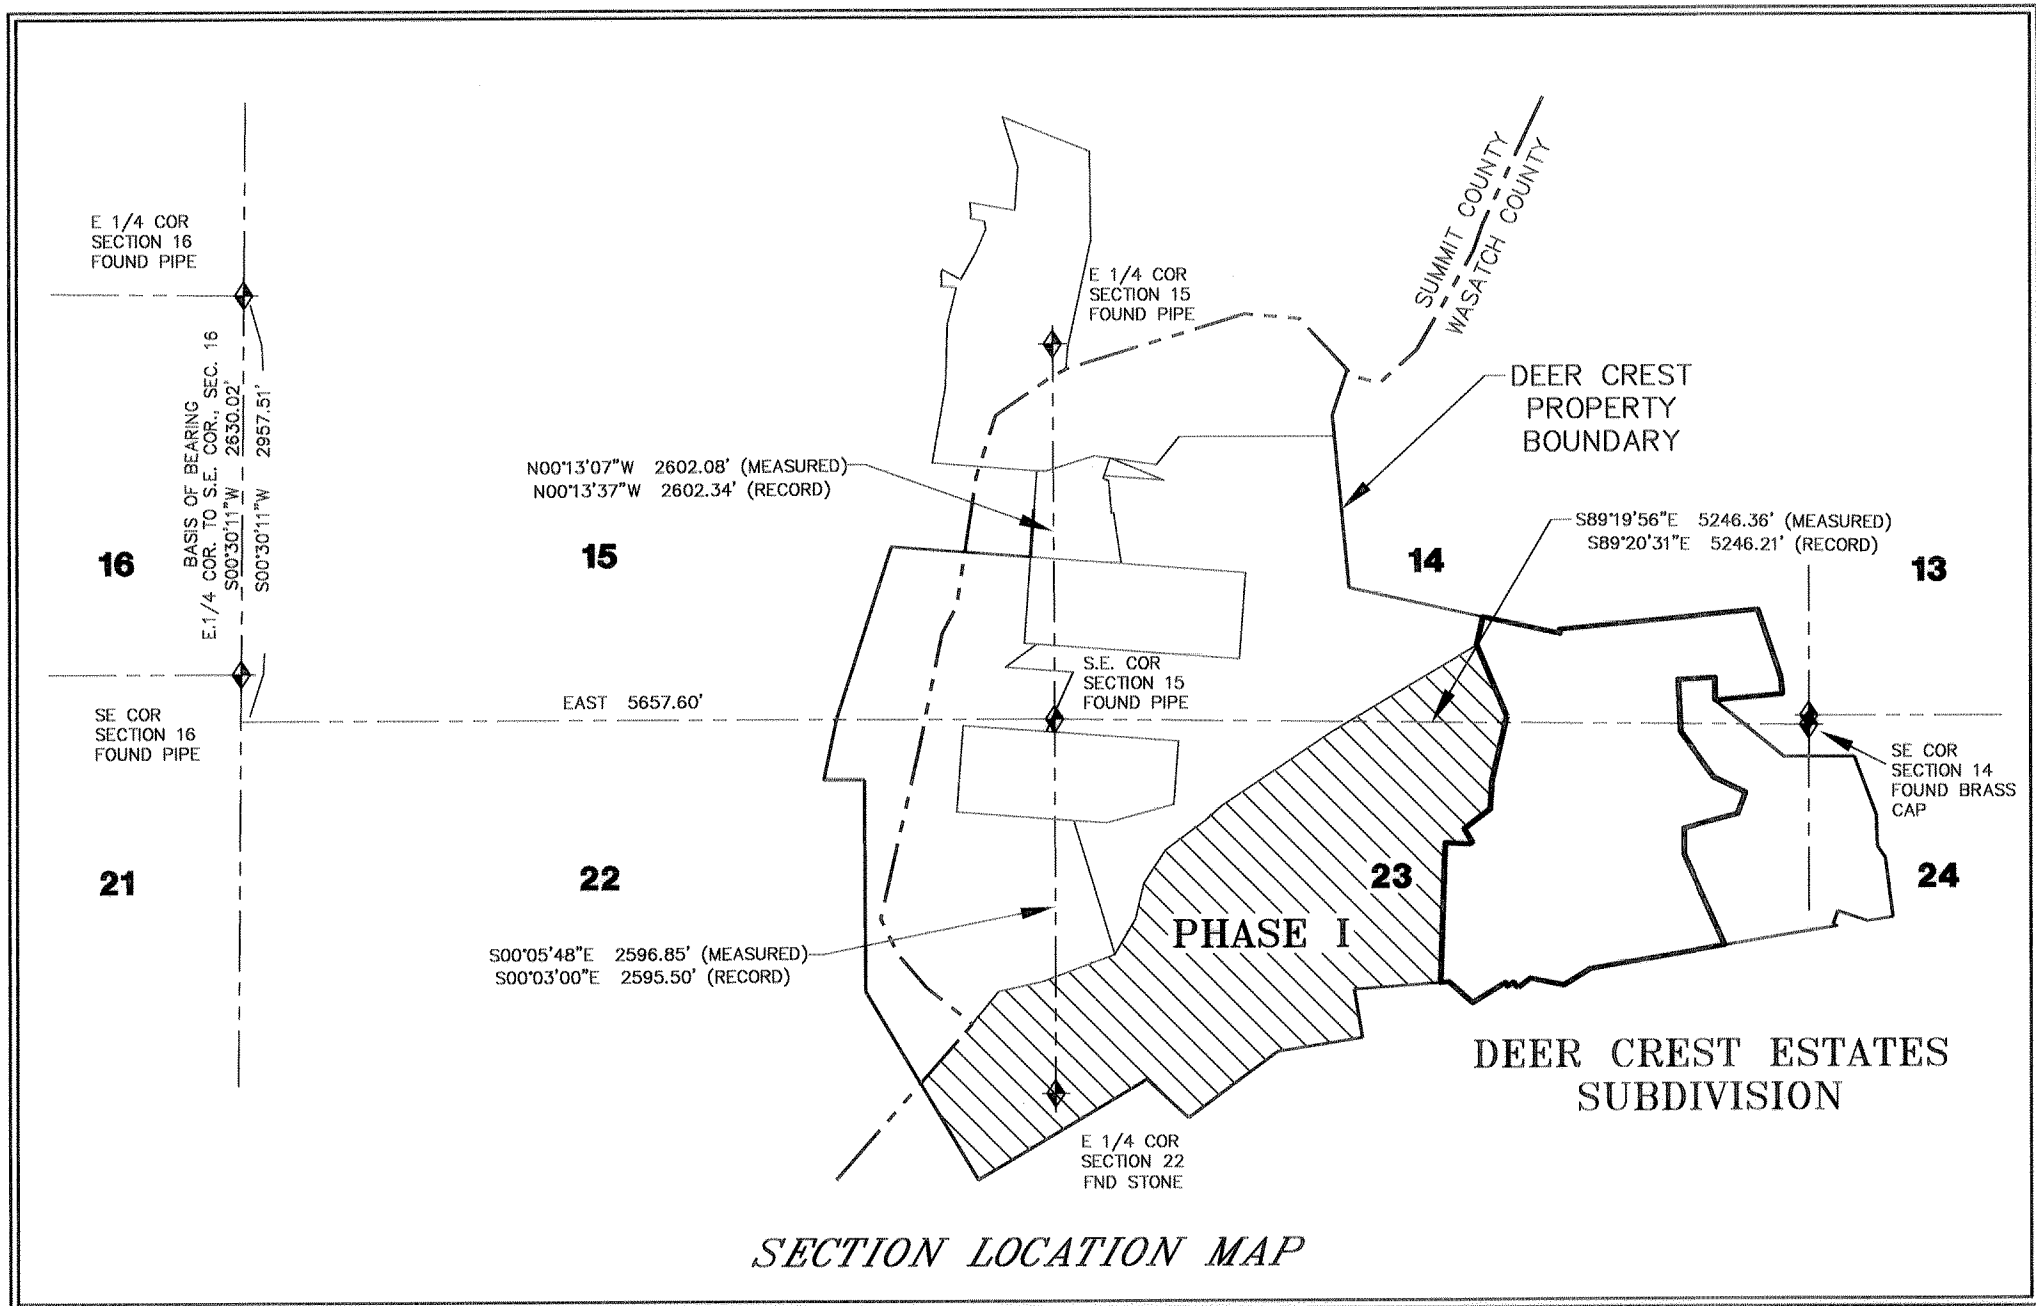 SUMMIT COUNTY
WASATCH COUNTY
E 1/4 COR
SECTION 16
FOUND PIPE
E 1/4 COR
SECTION 15
FOUND PIPE
BASIS OF BEARING
E.1/4 COR. TO S.E. COR., SEC. 16
S00°30'11"W 2630.02'
S00°30'11"W 2957.51'
DEER CREST
PROPERTY
BOUNDARY
N00°13'07"W 2602.08' (MEASURED)
N00°13'37"W 2602.34' (RECORD)
S89°19'56"E 5246.36' (MEASURED)
S89°20'31"E 5246.21' (RECORD)
16
15
14
13
S.E. COR
SECTION 15
FOUND PIPE
EAST 5657.60'
SE COR
SECTION 16
FOUND PIPE
SE COR
SECTION 14
FOUND BRASS
CAP
21
22
23
24
PHASE I
S00°05'48"E 2596.85' (MEASURED)
S00°03'00"E 2595.50' (RECORD)
DEER CREST ESTATES
SUBDIVISION
E 1/4 COR
SECTION 22
FND STONE
SECTION LOCATION MAP